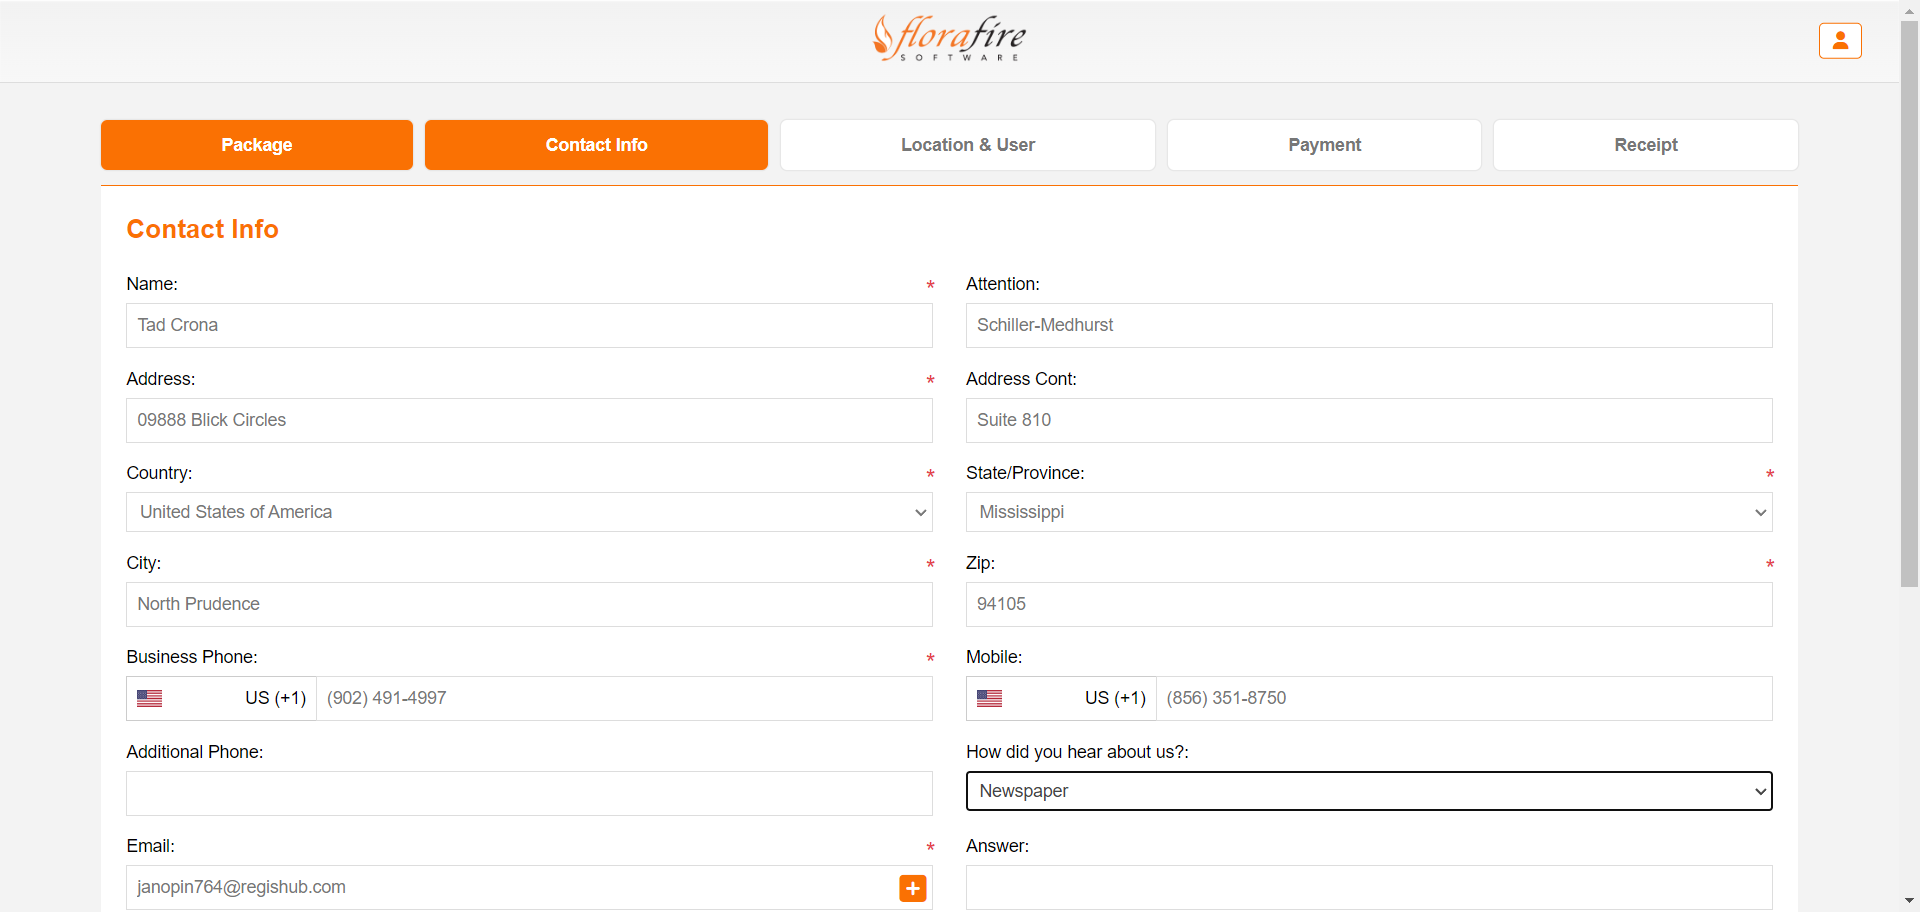 florafire
SOFTWARE
Package
Contact Info
Location & User
Payment
Receipt
Contact Info
Name: *
Attention:
Tad Crona
Schiller-Medhurst
Address: *
Address Cont:
09888 Blick Circles
Suite 810
Country: *
State/Province: *
United States of America
Mississippi
City: *
Zip: *
North Prudence
94105
Business Phone: *
Mobile:
US (+1) (902) 491-4997
US (+1) (856) 351-8750
Additional Phone:
How did you hear about us?:
Newspaper
Email: *
Answer:
janopin764@regishub.com